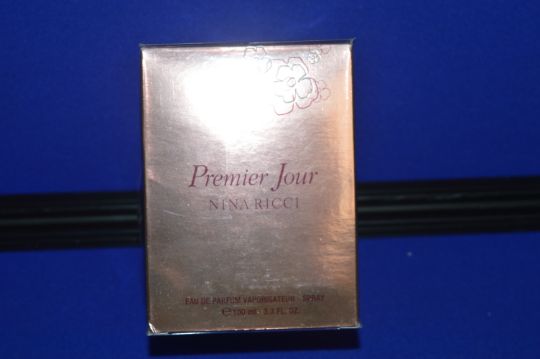 Premier Jour
NINA RICCI
EAU DE PARFUM VAPORISATEUR - SPRAY
℮ 100 ml - 3.3 FL. OZ.